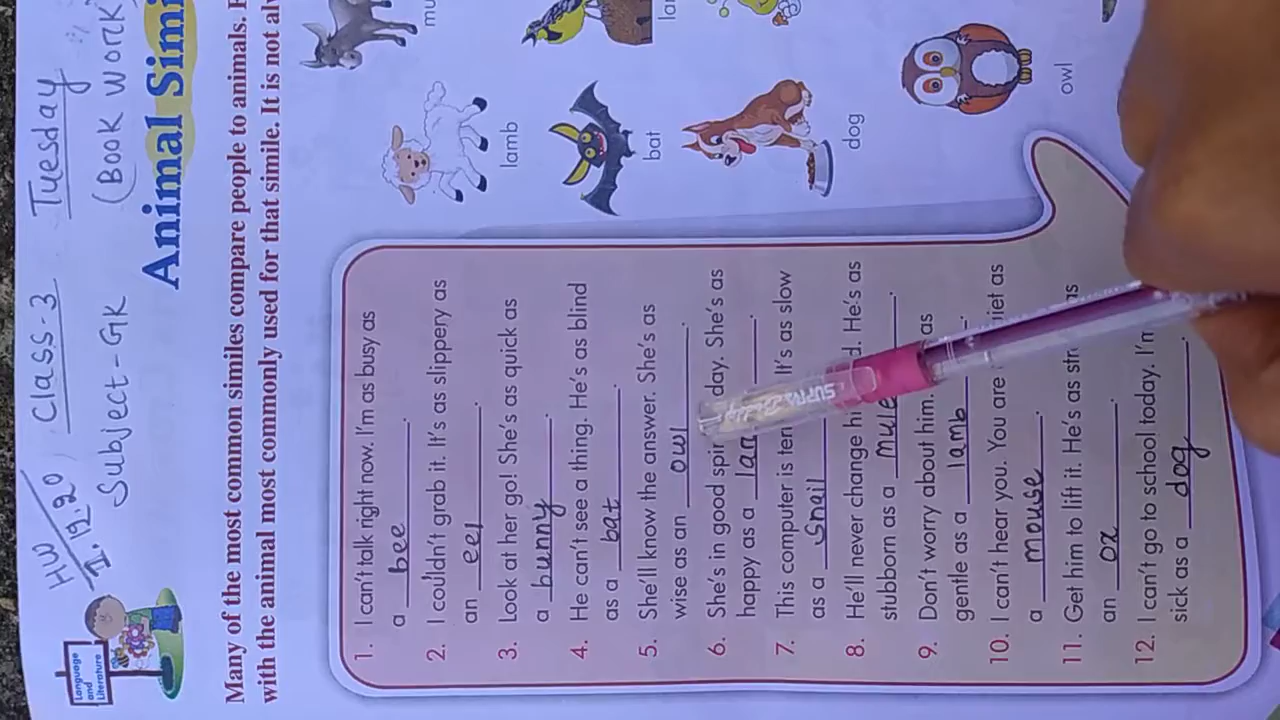 HW
II.12.20
Class-3 Tuesday
Subject-GK (Book Work)
Language
and
Literature
Animal Simi
Many of the most common similes compare people to animals.
with the animal most commonly used for that simile. It is not
1. I can't talk right now. I'm as busy as
a bee.
2. I couldn't grab it. It's as slippery as
an eel.
3. Look at her go! She's as quick as
a bunny.
4. He can't see a thing. He's as blind
as a bat.
5. She'll know the answer. She's as
wise as an owl.
6. She's in good day. She's as
happy as a
7. This computer is It's as slow
as a snail
8. He'll never change He's as
stubborn as a mule.
9. Don't worry about him. as
gentle as a lamb.
10. I can't hear you. You are as
a mouse.
11. Get him to lift it. He's as
an ox.
12. I can't go to school today. I'm
sick as a dog.
lamb
bat
dog
owl